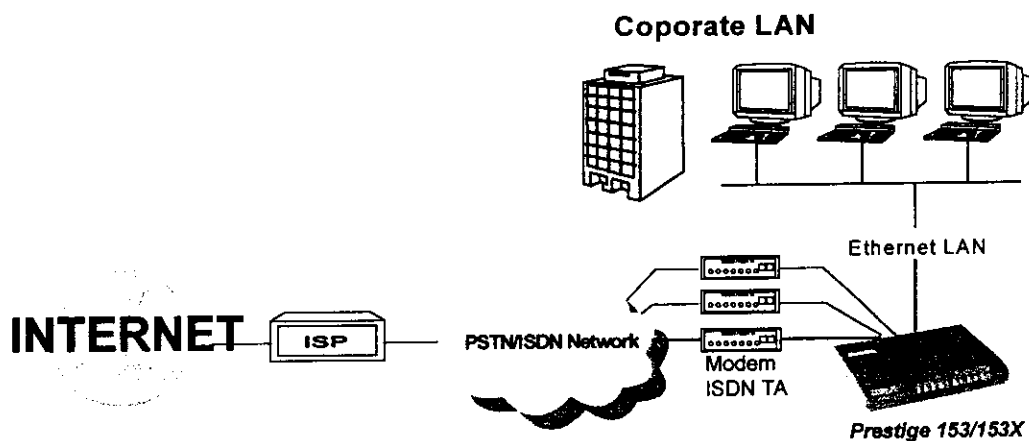 Coporate LAN
Ethernet LAN
INTERNET
ISP
PSTN/ISDN Network
Modem
ISDN TA
Prestige 153/153X